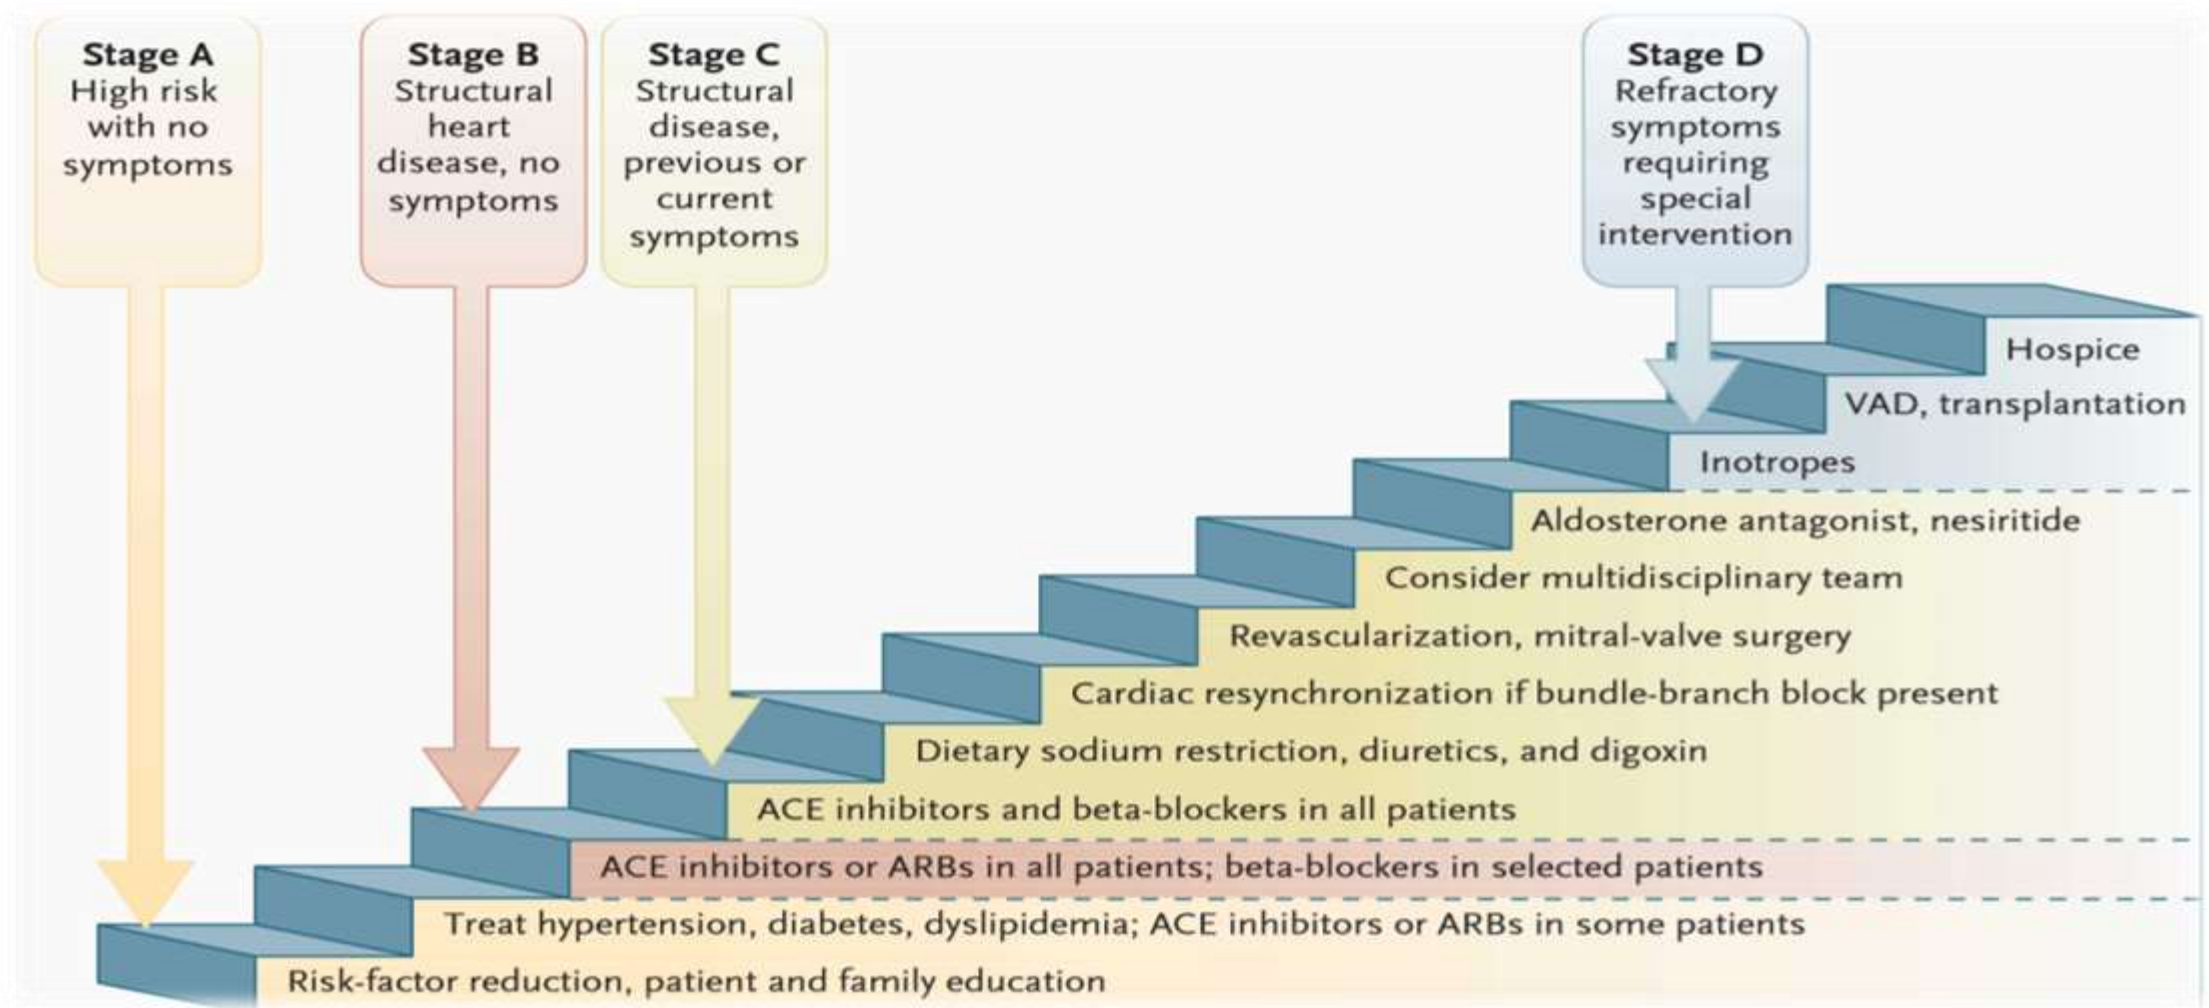 Stage A
High risk
with no
symptoms
Stage B
Structural
heart
disease, no
symptoms
Stage C
Structural
disease,
previous or
current
symptoms
Stage D
Refractory
symptoms
requiring
special
intervention
Hospice
VAD, transplantation
Inotropes
Aldosterone antagonist, nesiritide
Consider multidisciplinary team
Revascularization, mitral-valve surgery
Cardiac resynchronization if bundle-branch block present
Dietary sodium restriction, diuretics, and digoxin
ACE inhibitors and beta-blockers in all patients
ACE inhibitors or ARBs in all patients; beta-blockers in selected patients
Treat hypertension, diabetes, dyslipidemia; ACE inhibitors or ARBs in some patients
Risk-factor reduction, patient and family education